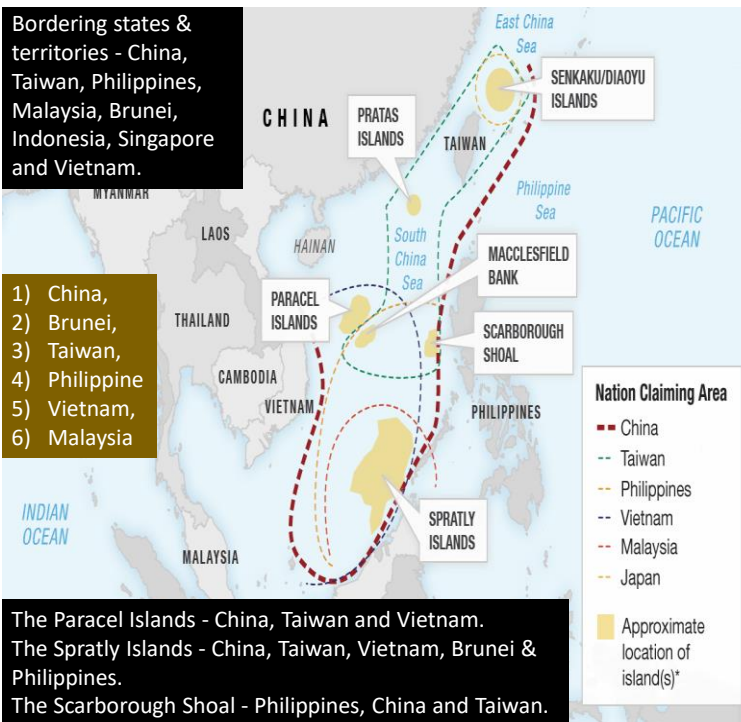 Bordering states &
territories - China,
Taiwan, Philippines,
Malaysia, Brunei,
Indonesia, Singapore
and Vietnam.
East China
Sea
SENKAKU/DIAOYU
ISLANDS
CHINA
PRATAS
ISLANDS
TAIWAN
MYANMAR
Philippine
Sea
PACIFIC
OCEAN
LAOS
HAINAN
South
China
Sea
MACCLESFIELD
BANK
1) China,
2) Brunei,
3) Taiwan,
4) Philippine
5) Vietnam,
6) Malaysia
PARACEL
ISLANDS
THAILAND
SCARBOROUGH
SHOAL
CAMBODIA
VIETNAM
PHILIPPINES
Nation Claiming Area
China
Taiwan
Philippines
Vietnam
Malaysia
Japan
Approximate
location of
island(s)*
INDIAN
OCEAN
SPRATLY
ISLANDS
MALAYSIA
The Paracel Islands - China, Taiwan and Vietnam.
The Spratly Islands - China, Taiwan, Vietnam, Brunei &
Philippines.
The Scarborough Shoal - Philippines, China and Taiwan.